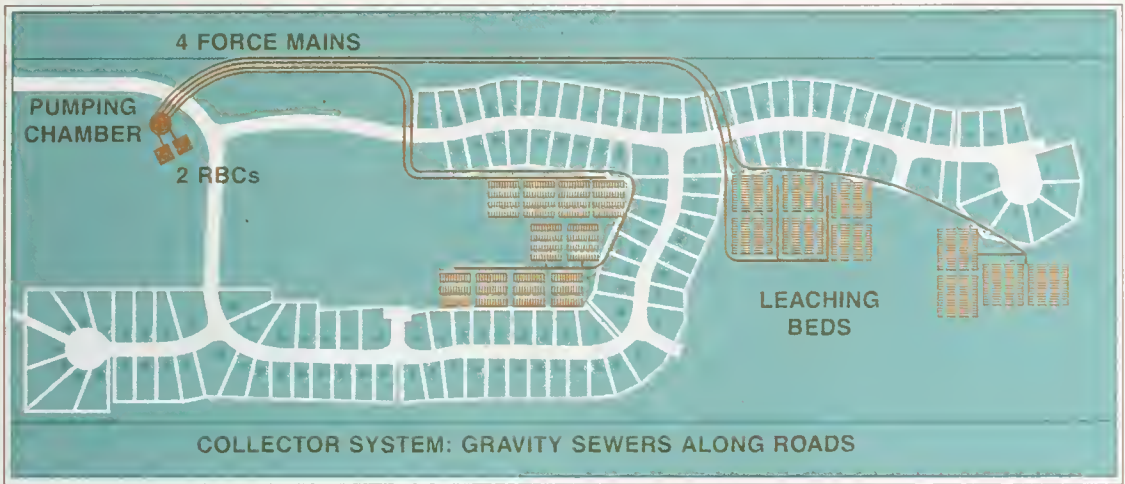 4 FORCE MAINS
PUMPING
CHAMBER
2 RBCs
LEACHING
BEDS
COLLECTOR SYSTEM: GRAVITY SEWERS ALONG ROADS